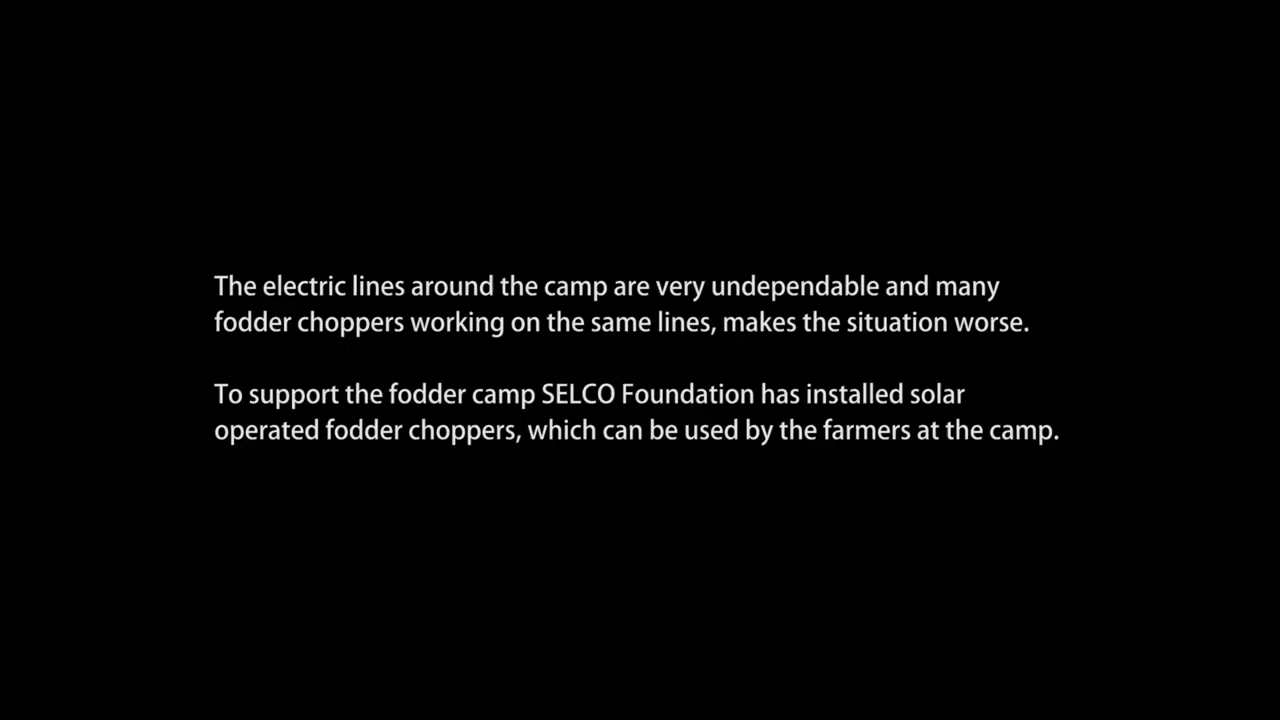 The electric lines around the camp are very undependable and many
fodder choppers working on the same lines, makes the situation worse.
To support the fodder camp SELCO Foundation has installed solar
operated fodder choppers, which can be used by the farmers at the camp.